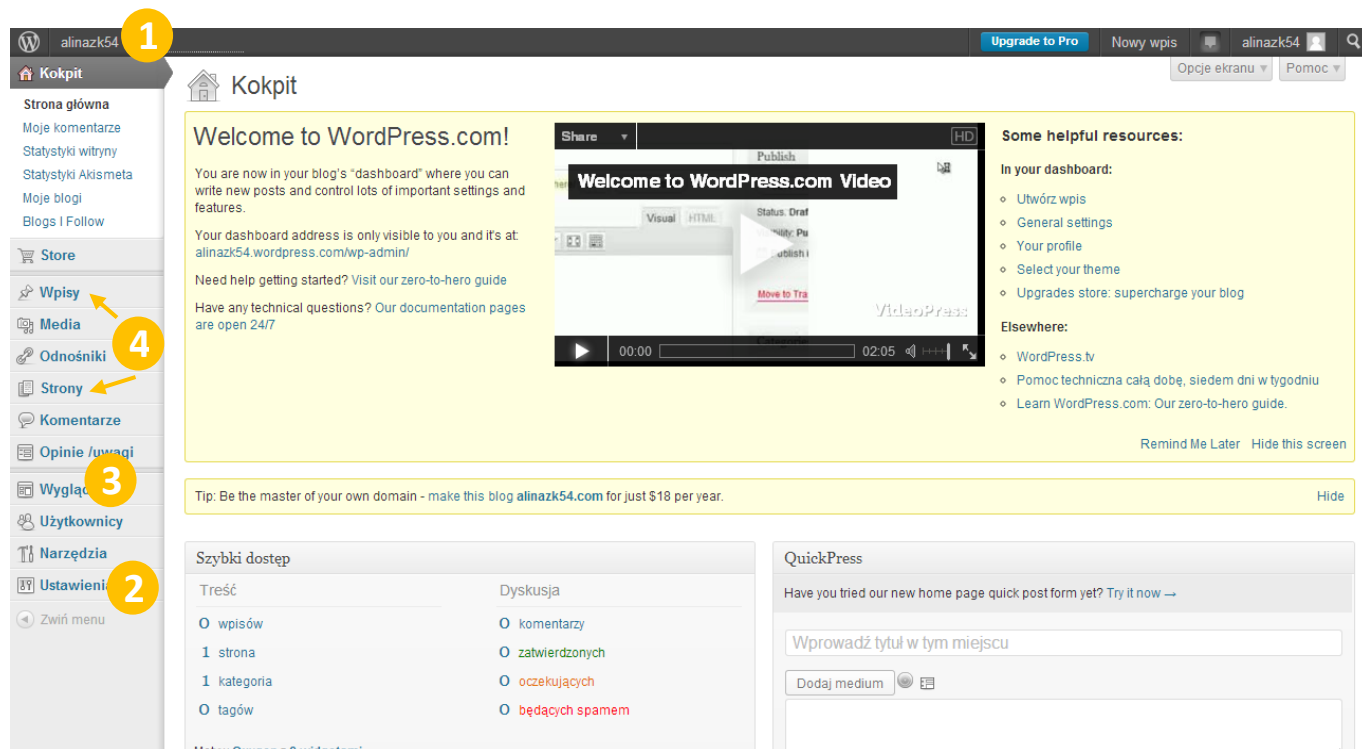 alinazk54
1
Upgrade to Pro
Nowy wpis
alinazk54
Kokpit
Opcje ekranu
Pomoc
Strona główna
Moje komentarze
Statystyki witryny
Statystyki Akismeta
Moje blogi
Blogs I Follow
Store
Wpisy
Media
4
Odnośniki
Strony
Komentarze
Opinie /uwagi
3
Wygląd
Użytkownicy
Narzędzia
Ustawienia
2
Zwiń menu
Kokpit
Welcome to WordPress.com!
You are now in your blog's “dashboard” where you can
write new posts and control lots of important settings and
features.
Your dashboard address is only visible to you and it's at:
alinazk54.wordpress.com/wp-admin/
Need help getting started? Visit our zero-to-hero guide
Have any technical questions? Our documentation pages
are open 24/7
Share
HD
Publish
Welcome to WordPress.com Video
Visual HTML
Status: Draf
Pu
ublish i
Move to Tra
VideoPress
Categorie
00:00
02:05
Some helpful resources:
In your dashboard:
Utwórz wpis
General settings
Your profile
Select your theme
Upgrades store: supercharge your blog
Elsewhere:
WordPress.tv
Pomoc techniczna całą dobę, siedem dni w tygodniu
Learn WordPress.com: Our zero-to-hero guide.
Remind Me Later Hide this screen
Tip: Be the master of your own domain - make this blog alinazk54.com for just $18 per year.
Hide
Szybki dostęp
Treść
0 wpisów
1 strona
1 kategoria
0 tagów
Dyskusja
0 komentarzy
0 zatwierdzonych
0 oczekujących
0 będących spamem
QuickPress
Have you tried our new home page quick post form yet? Try it now →
Wprowadź tytuł w tym miejscu
Dodaj medium